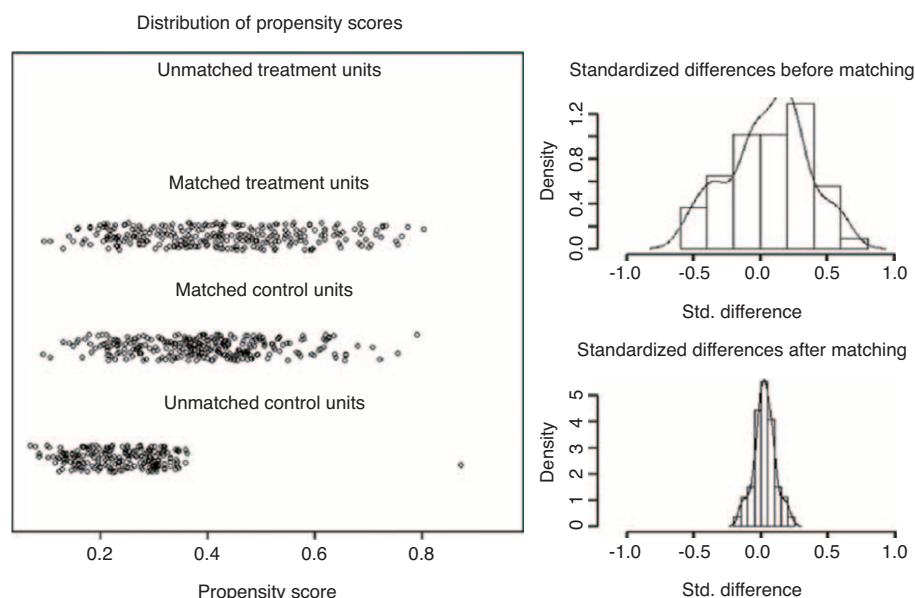 Distribution of propensity scores
Unmatched treatment units
Matched treatment units
Matched control units
Unmatched control units
0.2 0.4 0.6 0.8
Propensity score
Standardized differences before matching
Density
0.0 0.4 0.8 1.2
-1.0 -0.5 0.0 0.5 1.0
Std. difference
Standardized differences after matching
Density
0 1 2 3 4 5
-1.0 -0.5 0.0 0.5 1.0
Std. difference